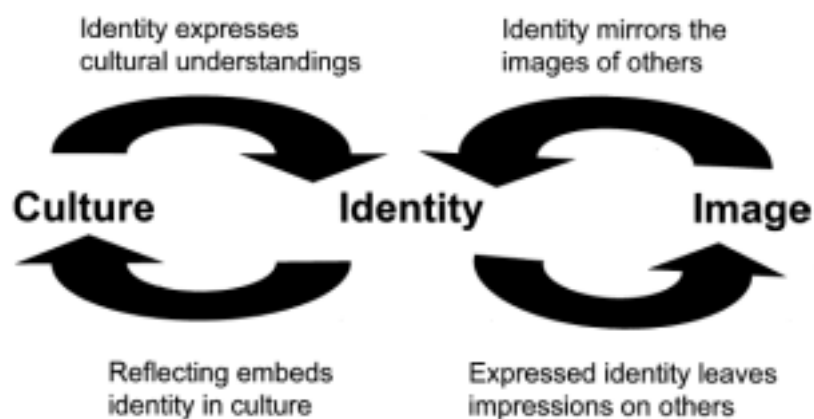 Identity expresses
cultural understandings
Identity mirrors the
images of others
Culture
Identity
Image
Reflecting embeds
identity in culture
Expressed identity leaves
impressions on others